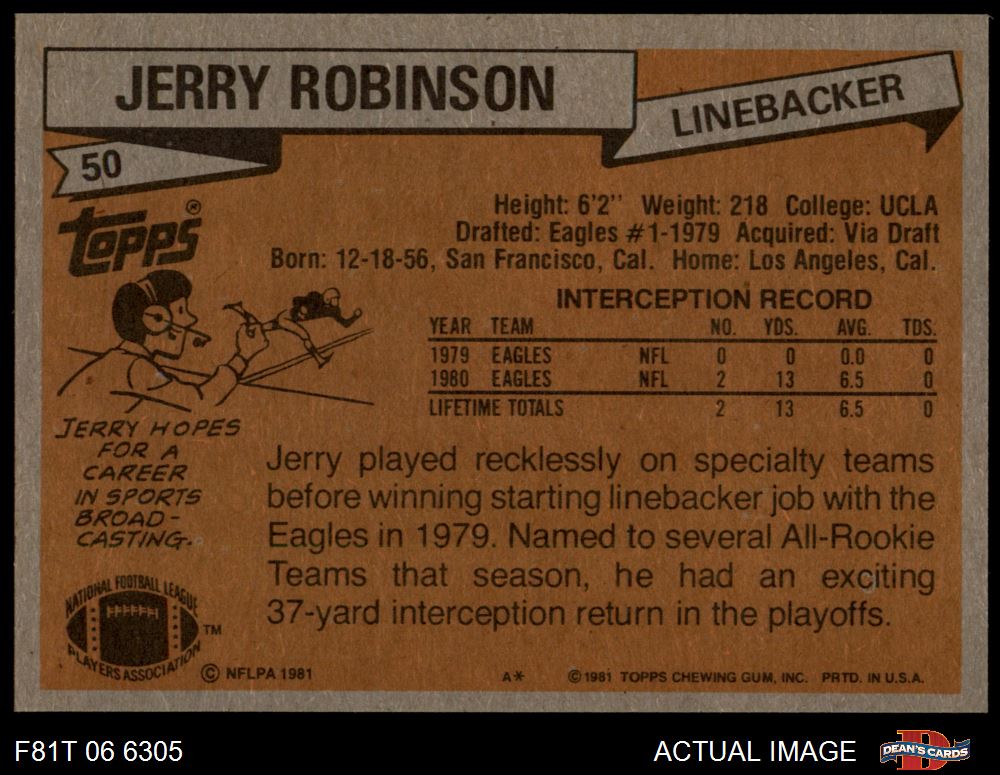 JERRY ROBINSON
LINEBACKER
50
topps®
Height: 6'2" Weight: 218 College: UCLA
Drafted: Eagles #1-1979 Acquired: Via Draft
Born: 12-18-56, San Francisco, Cal. Home: Los Angeles, Cal.
INTERCEPTION RECORD
YEAR TEAM NO. YDS. AVG. TDS.
1979 EAGLES NFL 0 0 0.0 0
1980 EAGLES NFL 2 13 6.5 0
LIFETIME TOTALS 2 13 6.5 0
JERRY HOPES
FOR A
CAREER
IN SPORTS
BROAD-
CASTING.
Jerry played recklessly on specialty teams
before winning starting linebacker job with the
Eagles in 1979. Named to several All-Rookie
Teams that season, he had an exciting
37-yard interception return in the playoffs.
NATIONAL FOOTBALL LEAGUE
PLAYERS ASSOCIATION
TM
© NFLPA 1981
A*
©1981 TOPPS CHEWING GUM, INC. PRTD. IN U.S.A.
F81T 06 6305
ACTUAL IMAGE
D
DEAN'S CARDS